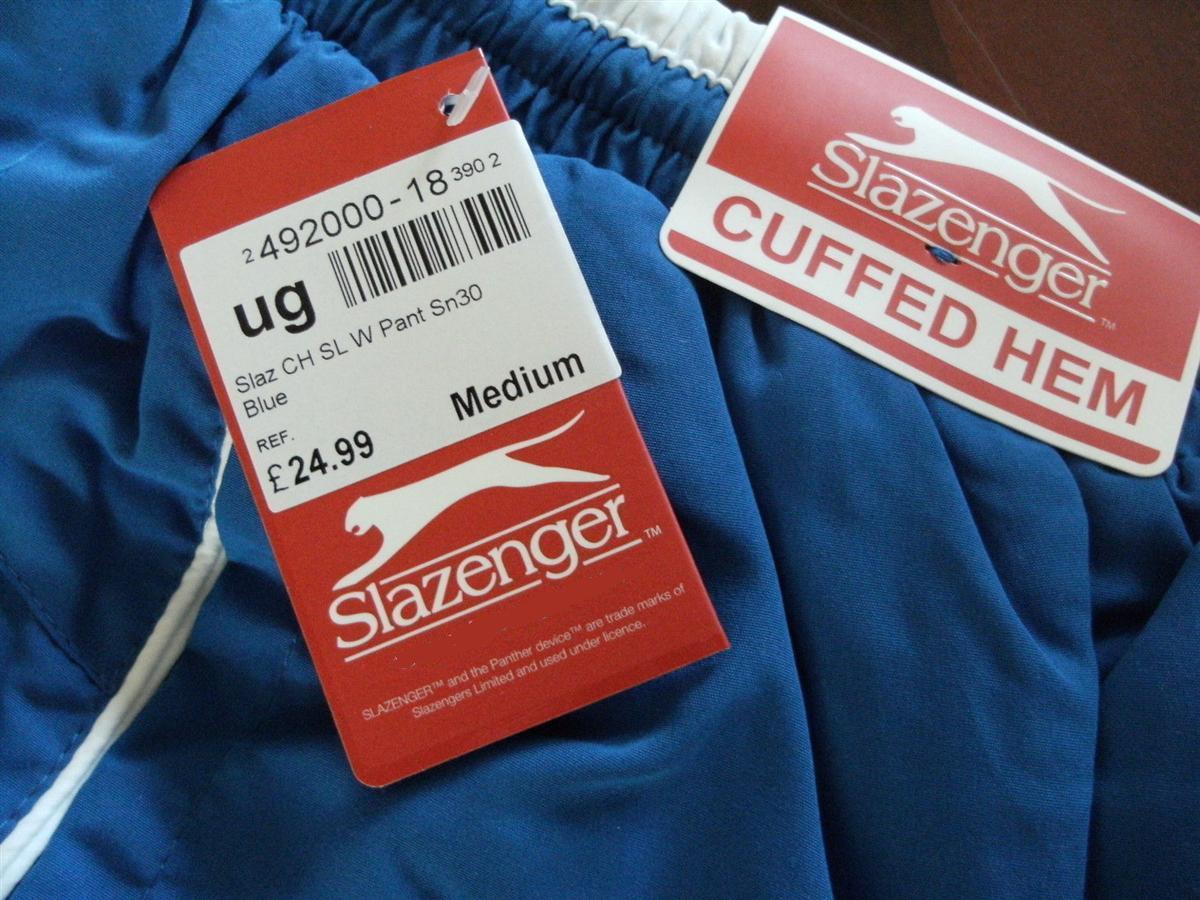 2 492000-18 390 2
ug
Slaz CH SL W Pant Sn30
Blue
Medium
REF.
£24.99
Slazenger™
SLAZENGER™ and the Panther device™ are trade marks of
Slazengers Limited and used under licence.
Slazenger™
CUFFED HEM